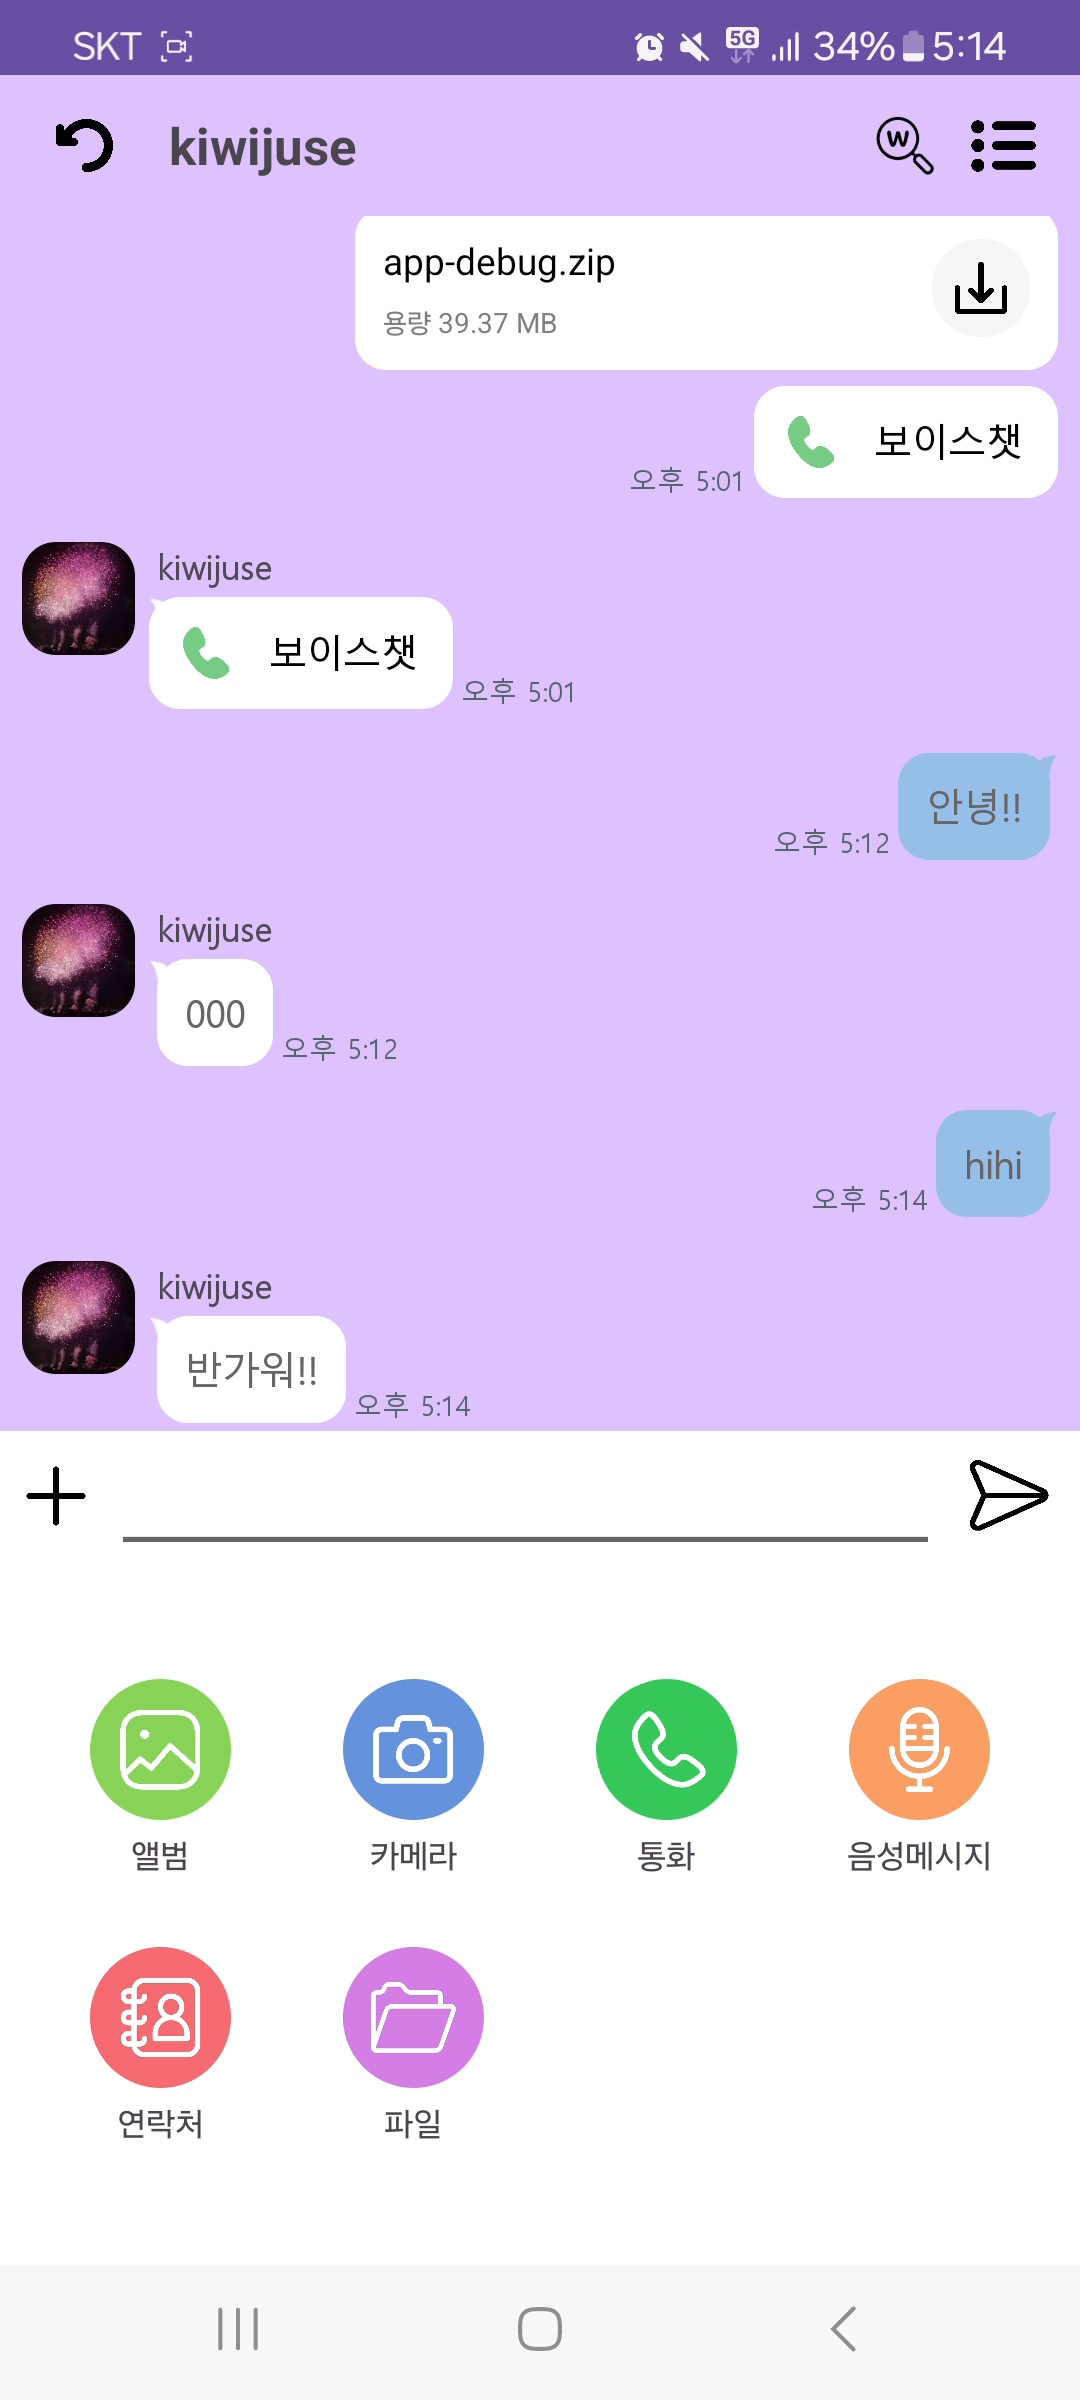 SKT 5G 34% 5:14
kiwijuse
W
app-debug.zip
용량 39.37 MB
보이스챗
오후 5:01
kiwijuse
보이스챗
오후 5:01
안녕!!
오후 5:12
kiwijuse
000
오후 5:12
hihi
오후 5:14
kiwijuse
반가워!!
오후 5:14
앨범 카메라 통화 음성메시지
연락처 파일